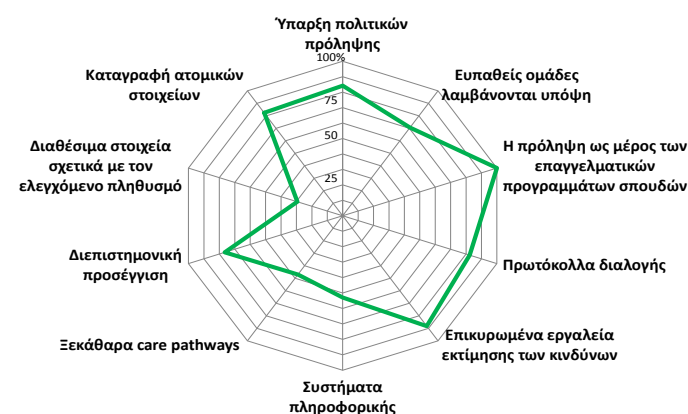 Ύπαρξη πολιτικών
πρόληψης
100%
75
50
25
Ευπαθείς ομάδες
λαμβάνονται υπόψη
Η πρόληψη ως μέρος των
επαγγελματικών
προγραμμάτων σπουδών
Πρωτόκολλα διαλογής
Επικυρωμένα εργαλεία
εκτίμησης των κινδύνων
Συστήματα
πληροφορικής
Ξεκάθαρα care pathways
Διεπιστημονική
προσέγγιση
Διαθέσιμα στοιχεία
σχετικά με τον
ελεγχόμενο πληθυσμό
Καταγραφή ατομικών
στοιχείων